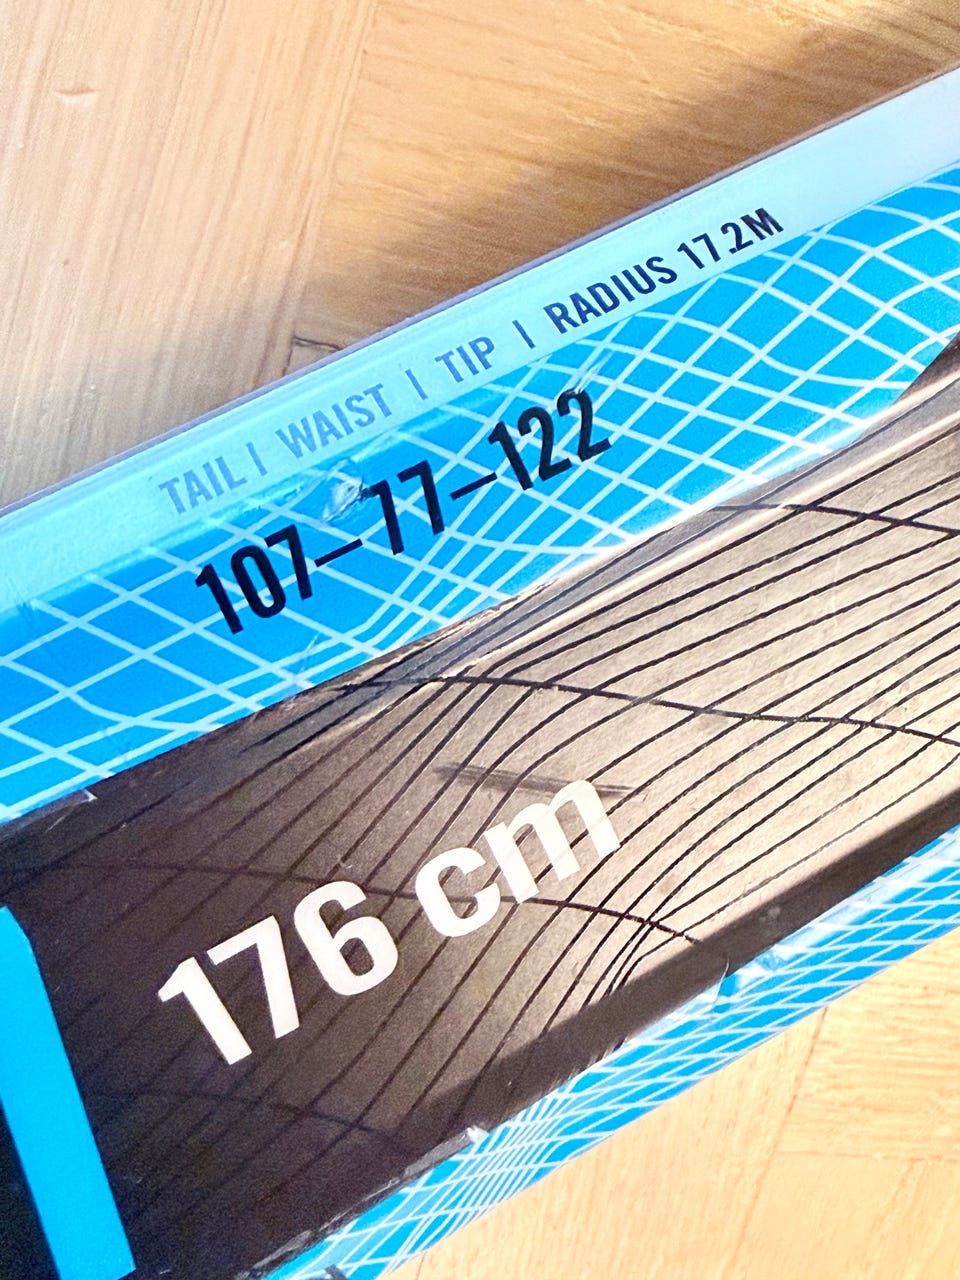 TAIL | WAIST | TIP | RADIUS 17.2M
107–77–122
176 cm